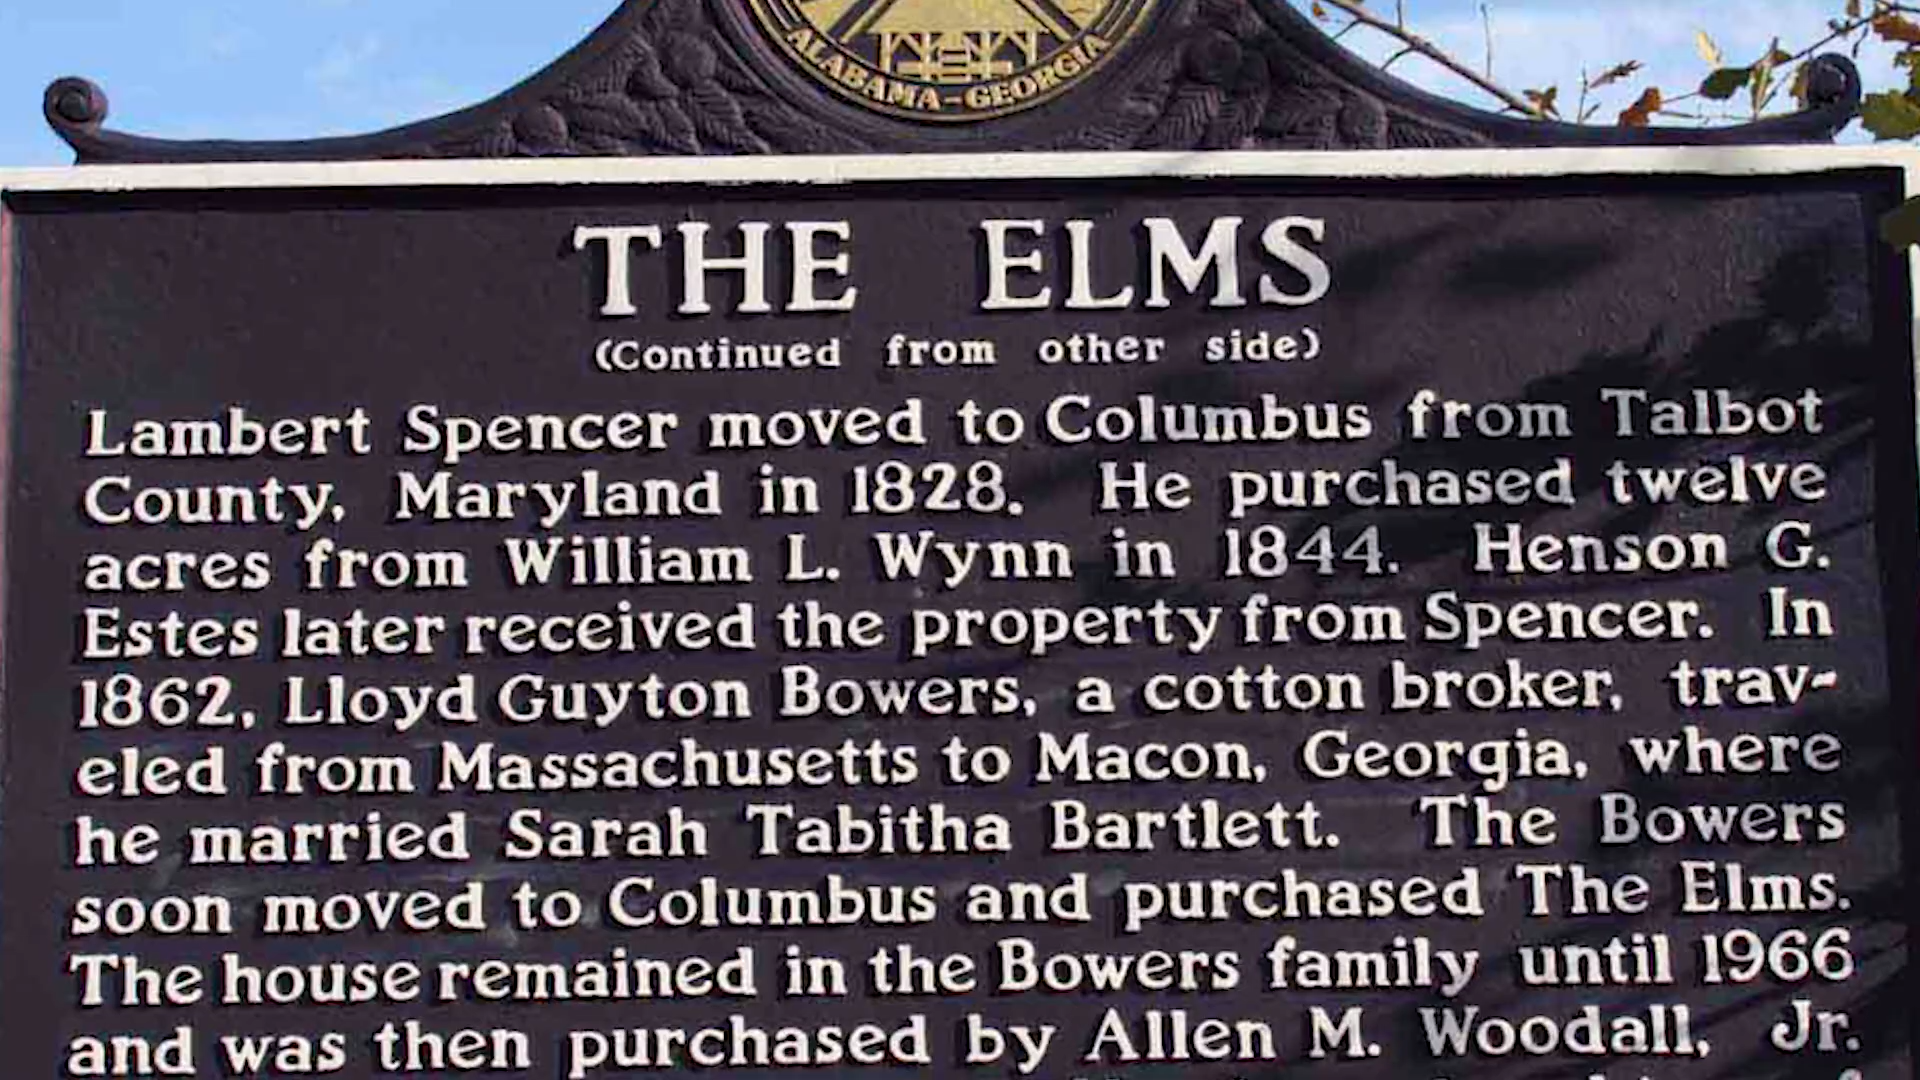 ALABAMA-GEORGIA
THE ELMS
(Continued from other side)
Lambert Spencer moved to Columbus from Talbot
County, Maryland in 1828. He purchased twelve
acres from William L. Wynn in 1844. Henson G.
Estes later received the property from Spencer. In
1862, Lloyd Guyton Bowers, a cotton broker, trav-
eled from Massachusetts to Macon, Georgia, where
he married Sarah Tabitha Bartlett. The Bowers
soon moved to Columbus and purchased The Elms.
The house remained in the Bowers family until 1966
and was then purchased by Allen M. Woodall, Jr.